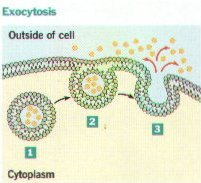 Exocytosis
Outside of cell
2
3
1
Cytoplasm